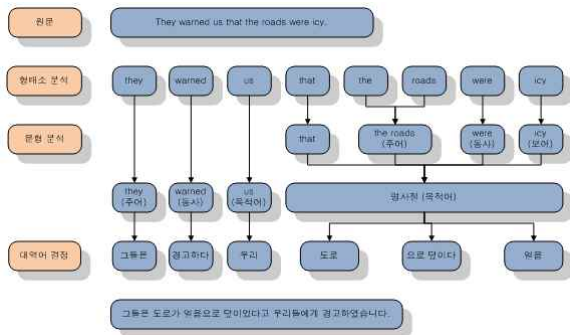 원문
They warned us that the roads were icy.
형태소 분석
they warned us that the roads were icy
문형 분석
that the roads were icy
(주어) (동사) (보어)
they warned us 명사절 (목적어)
(주어) (동사) (목적어)
대역어 결정
그들은 경고하다 우리 도로 으로 덮이다 얼음
그들은 도로가 얼음으로 덮이었다고 우리들에게 경고하였습니다.